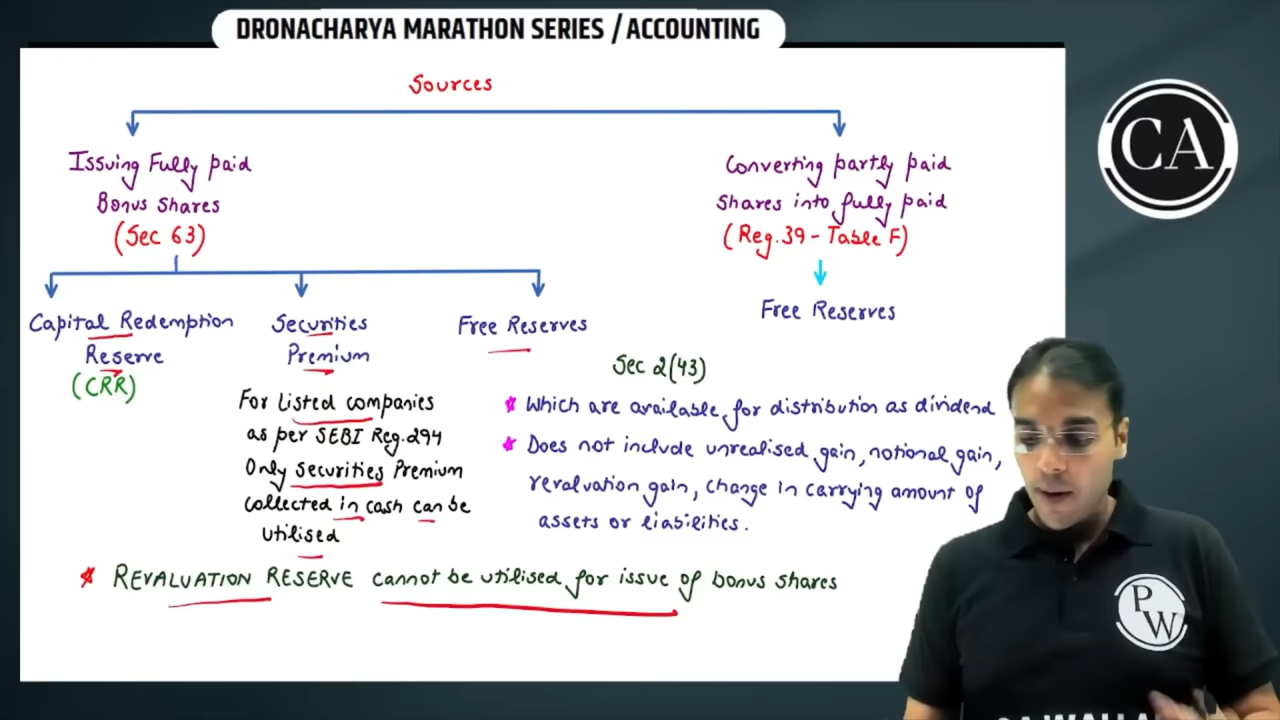 DRONACHARYA MARATHON SERIES / ACCOUNTING
CA
Sources
Issuing Fully paid
Bonus shares
(Sec 63)
Converting partly paid
shares into fully paid
(Reg.39 - Table F)
Free Reserves
Capital Redemption
Reserve
(CRR)
Securities
Premium
For Listed companies
as per SEBI Reg.294
Only Securities Premium
collected in cash can be
utilised
Free Reserves
Sec 2(43)
* Which are available for distribution as dividend
* Does not include unrealised gain, notional gain,
revaluation gain, change in carrying amount of
assets or liabilities.
* REVALUATION RESERVE cannot be utilised for issue of bonus shares
PW